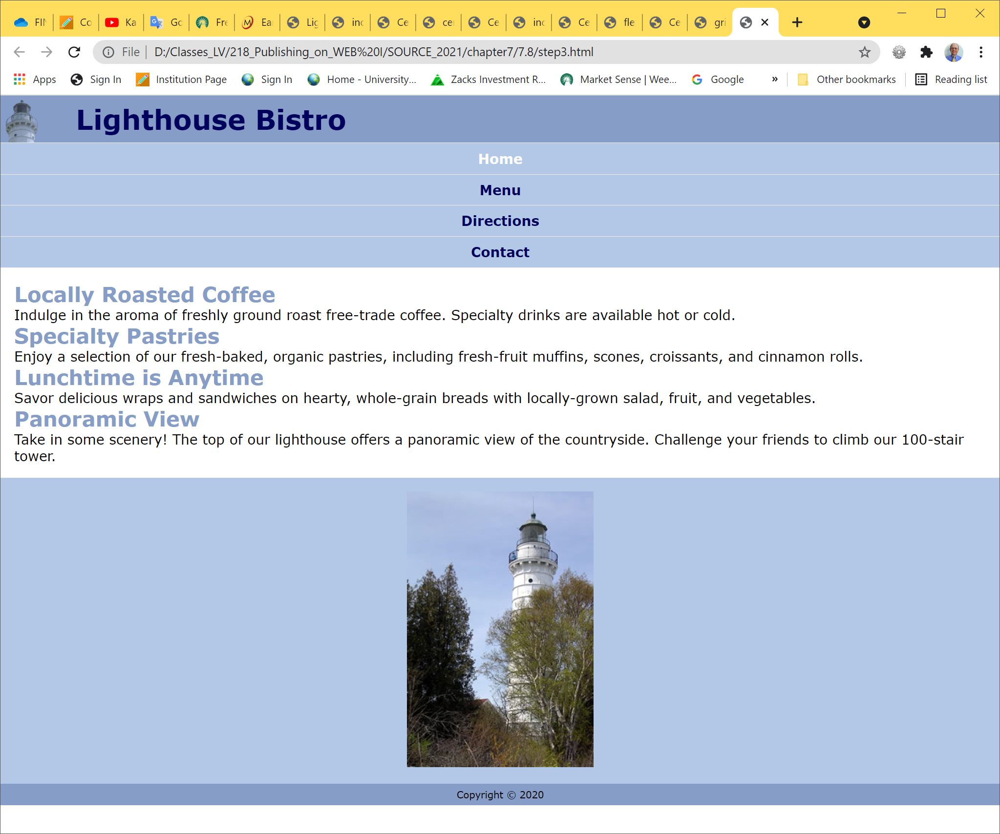 FIN Co Ka Go Fre Ea Lig inc Ce ce Ce inc Ce fle Ce gri
File D:/Classes_LV/218_Publishing_on_WEB%20I/SOURCE_2021/chapter7/7.8/step3.html
Apps Sign In Institution Page Sign In Home - University... Zacks Investment R... Market Sense | Wee... Google » Other bookmarks Reading list
Lighthouse Bistro
Home
Menu
Directions
Contact
Locally Roasted Coffee
Indulge in the aroma of freshly ground roast free-trade coffee. Specialty drinks are available hot or cold.
Specialty Pastries
Enjoy a selection of our fresh-baked, organic pastries, including fresh-fruit muffins, scones, croissants, and cinnamon rolls.
Lunchtime is Anytime
Savor delicious wraps and sandwiches on hearty, whole-grain breads with locally-grown salad, fruit, and vegetables.
Panoramic View
Take in some scenery! The top of our lighthouse offers a panoramic view of the countryside. Challenge your friends to climb our 100-stair
tower.
Copyright © 2020